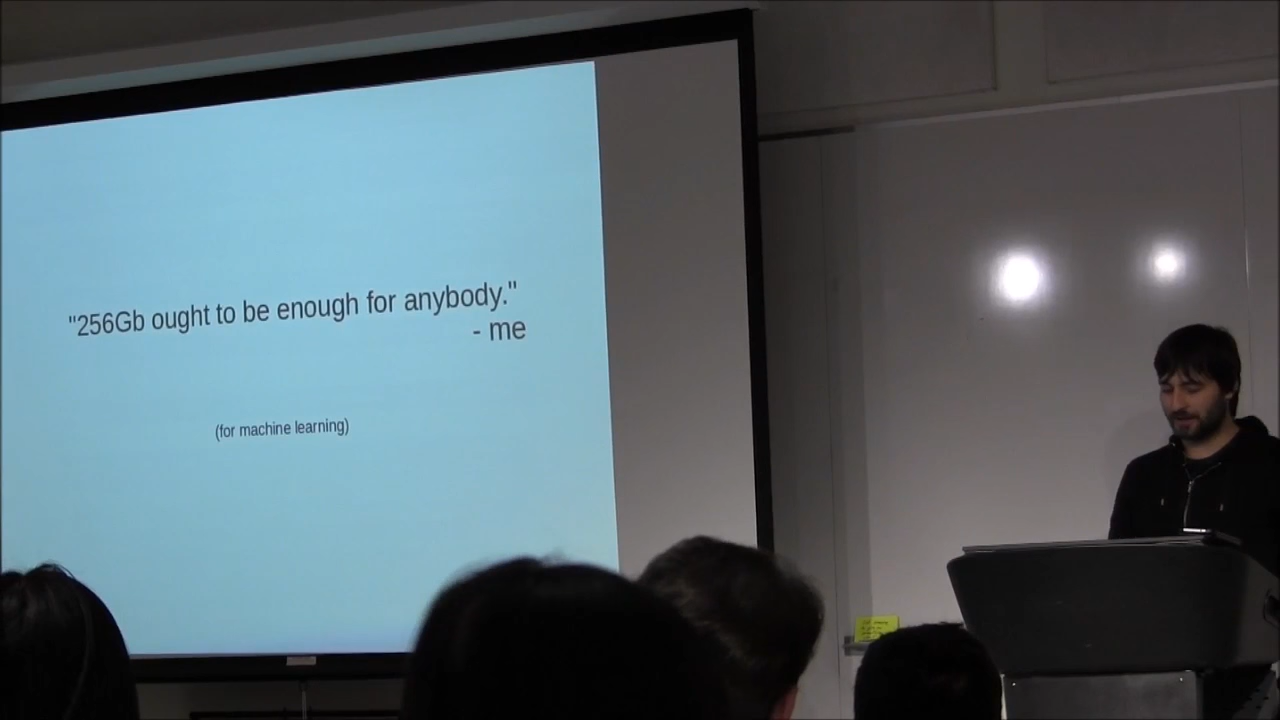 "256Gb ought to be enough for anybody."
- me
(for machine learning)